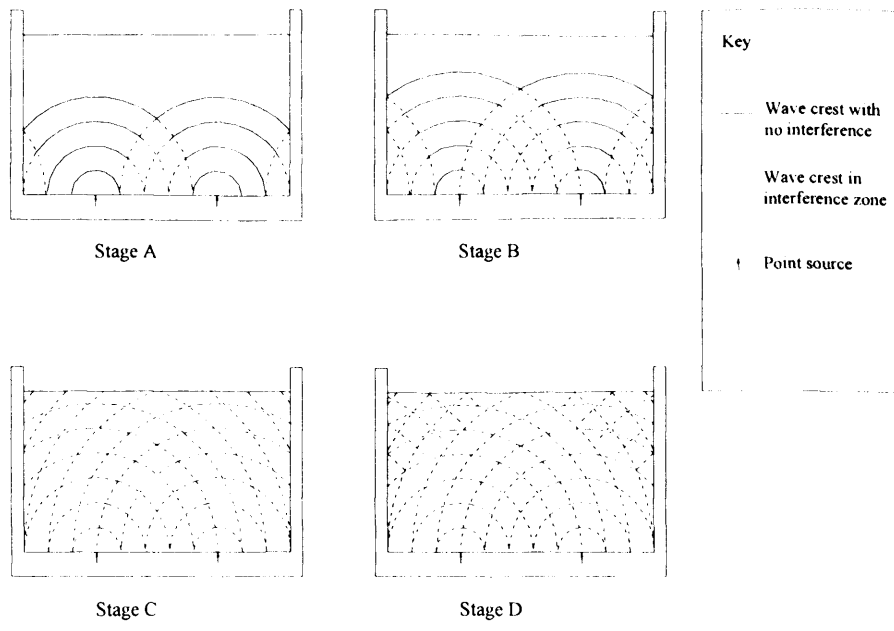 Key
Wave crest with
no interference
Wave crest in
interference zone
Point source
Stage A
Stage B
Stage C
Stage D